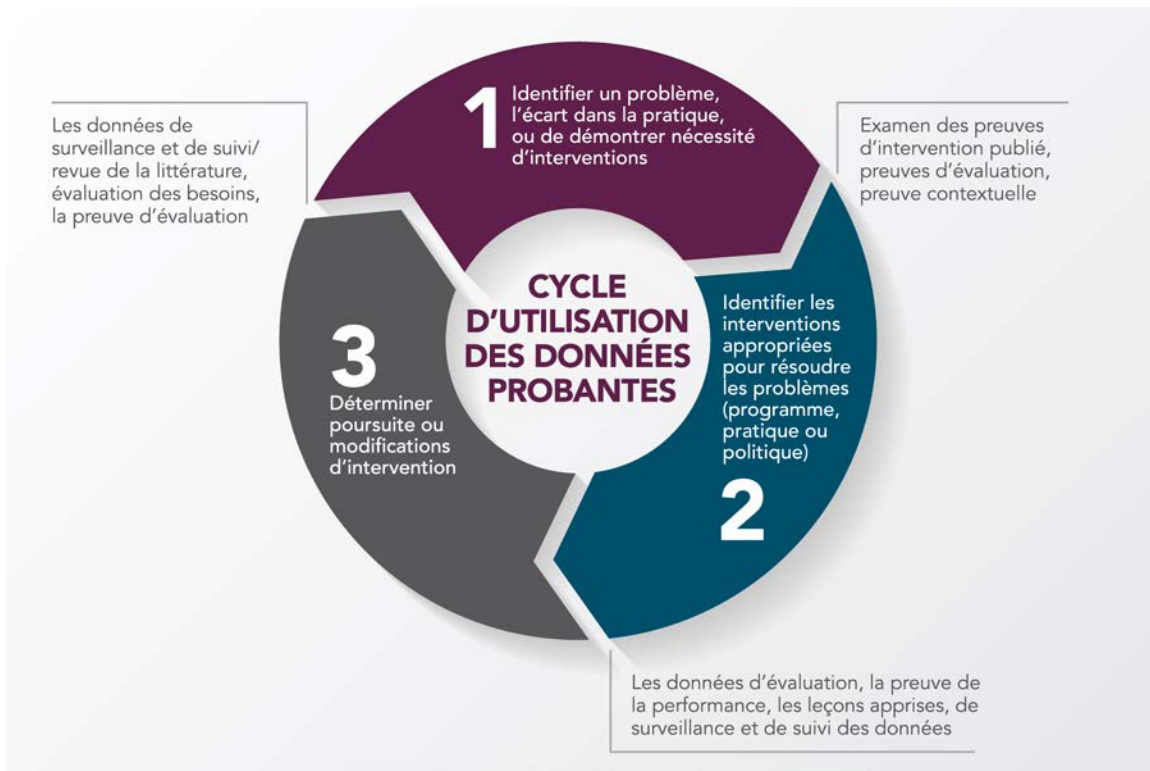 Les données de
surveillance et de suivi/
revue de la littérature,
évaluation des besoins,
la preuve d'évaluation
1
Identifier un problème,
l'écart dans la pratique,
ou de démontrer nécessité
d'interventions
Examen des preuves
d'intervention publié,
preuves d'évaluation,
preuve contextuelle
CYCLE
D'UTILISATION
DES DONNÉES
PROBANTES
Identifier les
interventions
appropriées
pour résoudre
les problèmes
(programme,
pratique ou
politique)
2
3
Déterminer
poursuite ou
modifications
d'intervention
Les données d'évaluation, la preuve de
la performance, les leçons apprises, de
surveillance et de suivi des données